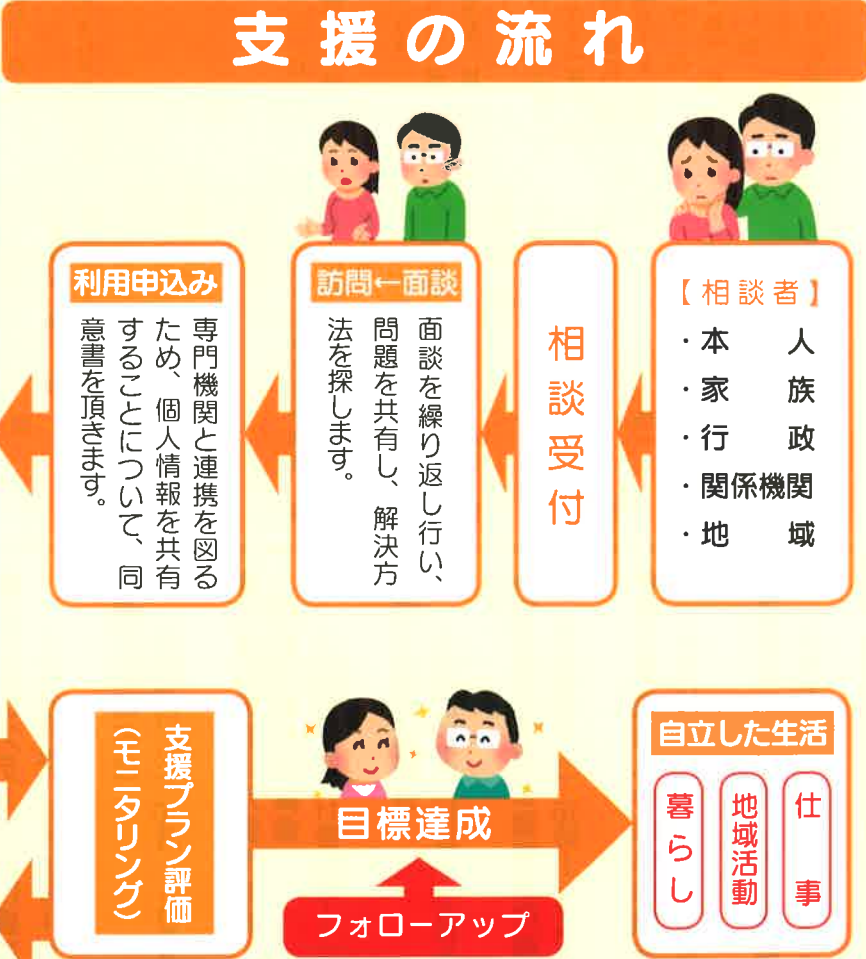 支援の流れ
【相談者】
・本人
・家族
・行政
・関係機関
・地域
相談受付
訪問←面談
面談を繰り返し行い、
問題を共有し、解決方
法を探します。
利用申込み
専門機関と連携を図る
ため、個人情報を共有
することについて、同
意書を頂きます。
支援プラン評価
（モニタリング）
目標達成
フォローアップ
自立した生活
仕事
地域活動
暮らし